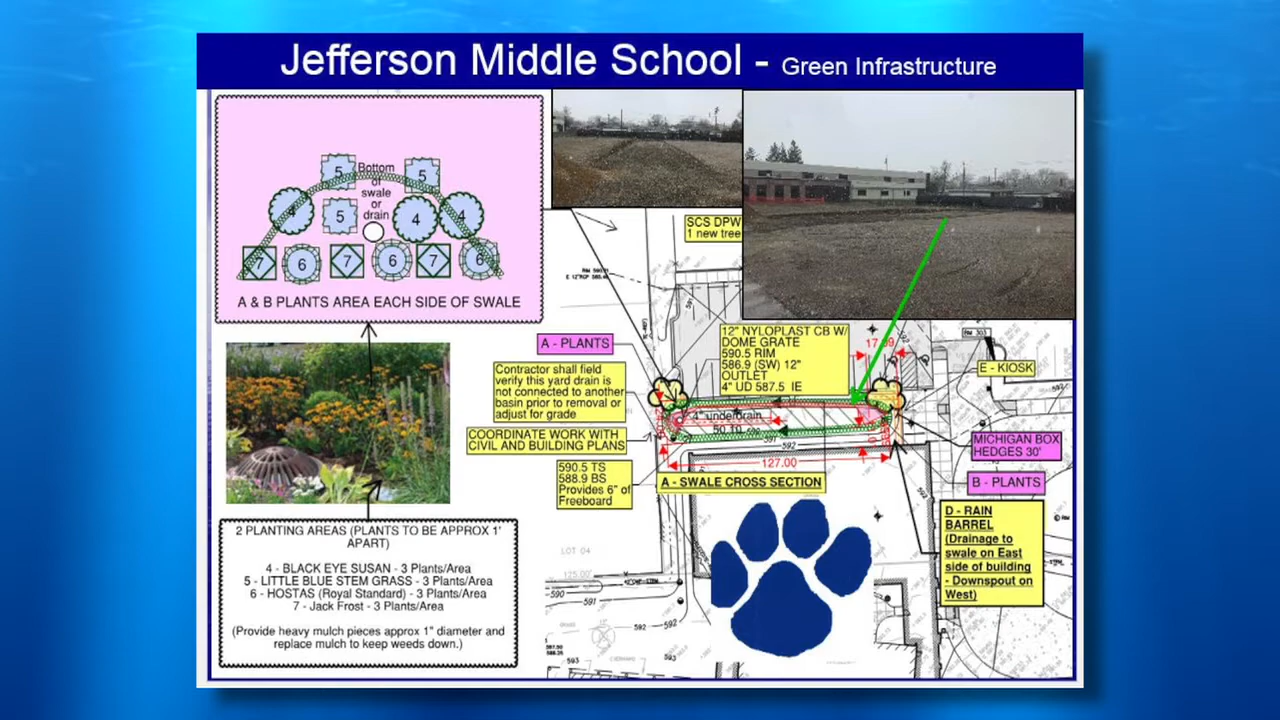 Jefferson Middle School - Green Infrastructure
5
Bottom
of
swale
or
drain
5
4
5
4
4
7
6
7
6
7
6
A & B PLANTS AREA EACH SIDE OF SWALE
SCS DPW
1 new tree
12" NYLOPLAST CB W/
DOME GRATE
590.5 RIM
586.9 (SW) 12"
OUTLET
4" UD 587.5 IE
A - PLANTS
E - KIOSK
Contractor shall field
verify this yard drain is
not connected to another
basin prior to removal or
adjust for grade
4" underdrain
50.10
592
591
592
COORDINATE WORK WITH
CIVIL AND BUILDING PLANS
MICHIGAN BOX
HEDGES 30'
127.00
590.5 TS
588.9 BS
Provides 6" of
Freeboard
A - SWALE CROSS SECTION
B - PLANTS
D - RAIN
BARREL
(Drainage to
swale on East
side of building
- Downspout on
West)
2 PLANTING AREAS (PLANTS TO BE APPROX 1'
APART)
4 - BLACK EYE SUSAN - 3 Plants/Area
5 - LITTLE BLUE STEM GRASS - 3 Plants/Area
6 - HOSTAS (Royal Standard) - 3 Plants/Area
7 - Jack Frost - 3 Plants/Area
(Provide heavy mulch pieces approx 1" diameter and
replace mulch to keep weeds down.)
LOT 04
125.00'
590
591
592
592
593
593